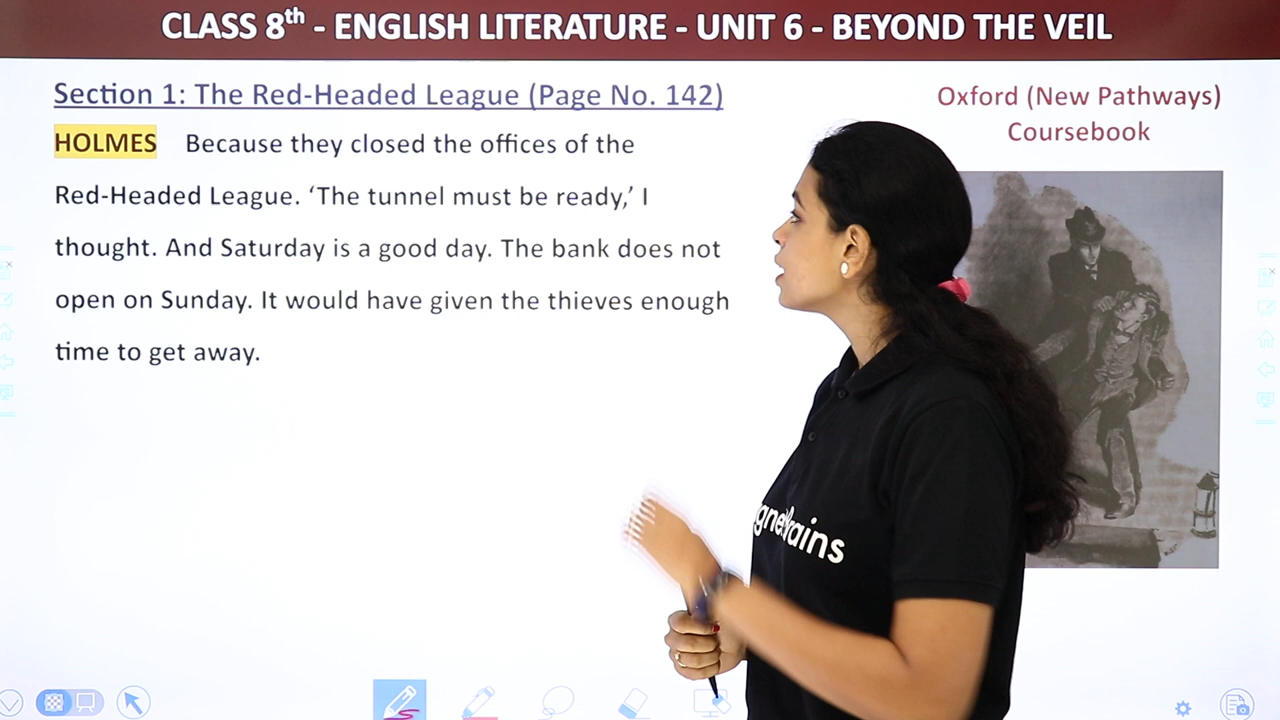 CLASS 8th - ENGLISH LITERATURE - UNIT 6 - BEYOND THE VEIL
Section 1: The Red-Headed League (Page No. 142)
Oxford (New Pathways)
Coursebook
HOLMES Because they closed the offices of the
Red-Headed League. ‘The tunnel must be ready,’ I
thought. And Saturday is a good day. The bank does not
open on Sunday. It would have given the thieves enough
time to get away.